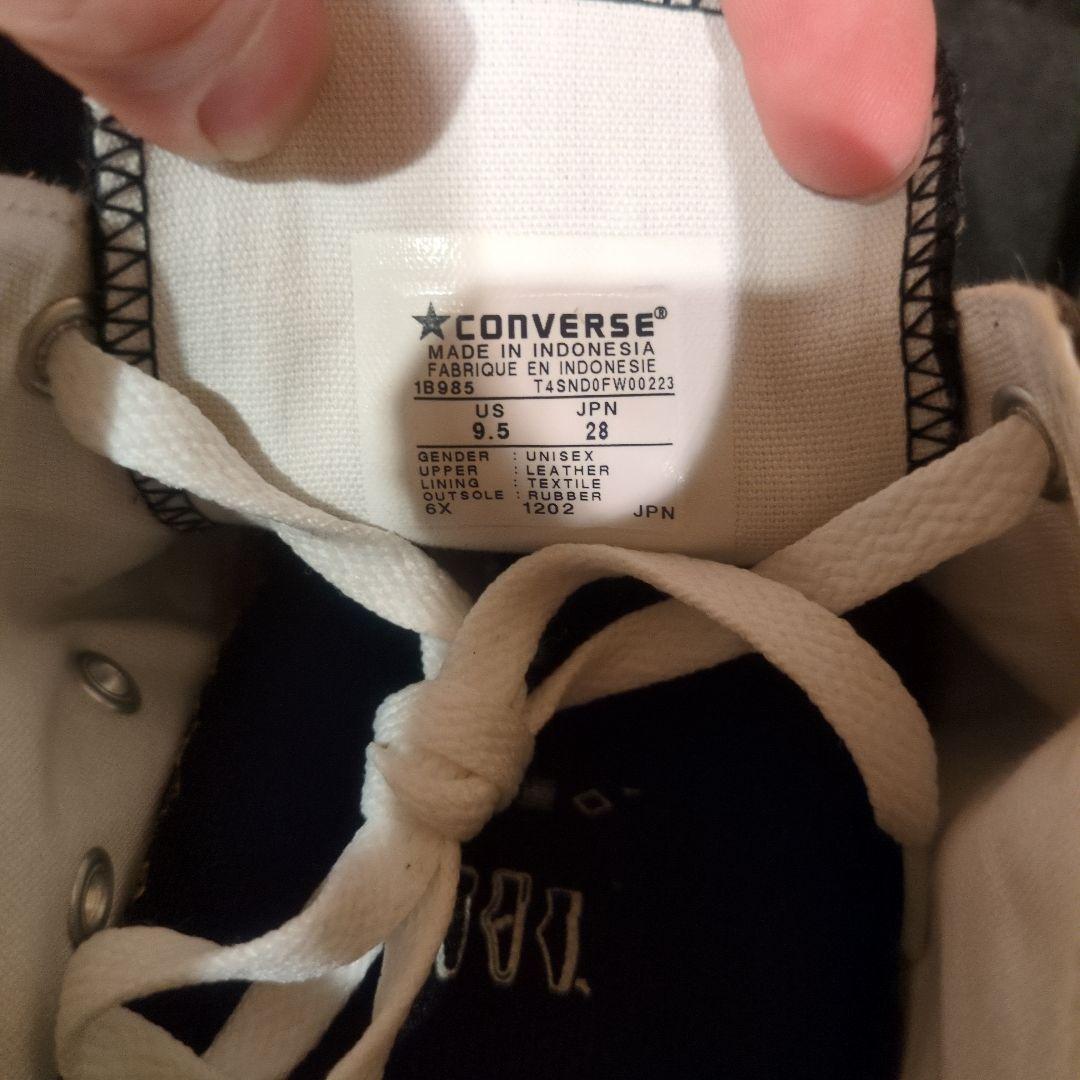 ★CONVERSE®
MADE IN INDONESIA
FABRIQUE EN INDONESIE
1B985 T4SND0FW00223
US JPN
9.5 28
GENDER : UNISEX
UPPER : LEATHER
LINING : TEXTILE
OUTSOLE : RUBBER
6X 1202 JPN